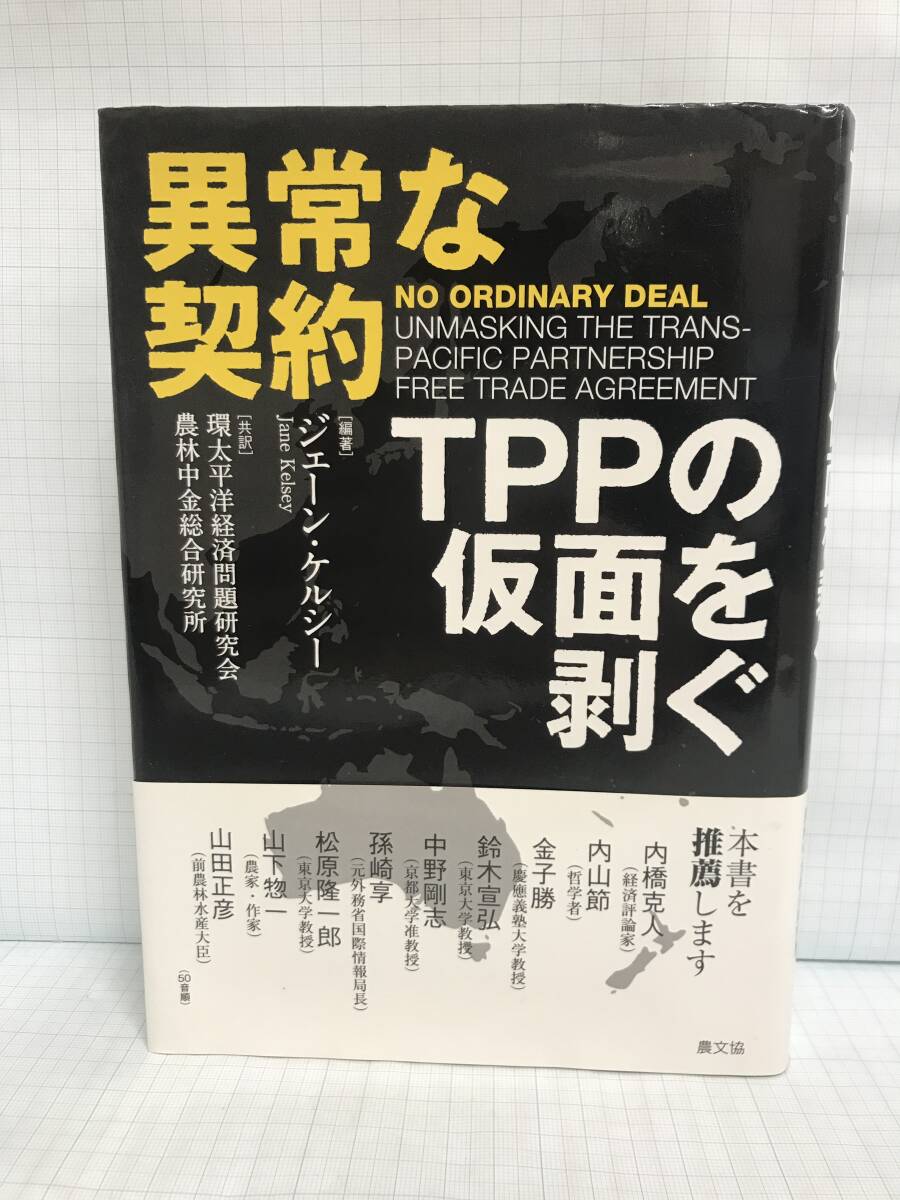 異常な
契約
NO ORDINARY DEAL
UNMASKING THE TRANS-
PACIFIC PARTNERSHIP
FREE TRADE AGREEMENT
TPPの
仮面を
剥ぐ
[編著]
ジェーン・ケルシー
Jane Kelsey
[共訳]
環太平洋経済問題研究会
農林中金総合研究所
本書を
推薦します
内橋克人
(経済評論家)
内山節
(哲学者)
金子勝
(慶應義塾大学教授)
鈴木宣弘
(東京大学教授)
中野剛志
(京都大学准教授)
孫崎享
(元外務省国際情報局長)
松原隆一郎
(東京大学教授)
山下惣一
(農家・作家)
山田正彦
(前農林水産大臣)
(50音順)
農文協